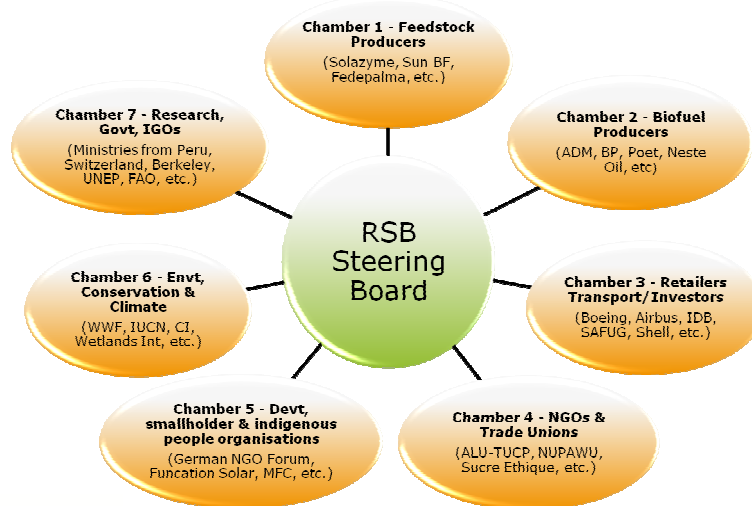 Chamber 1 - Feedstock
Producers
(Solazyme, Sun BF,
Fedepalma, etc.)
Chamber 7 - Research,
Govt, IGOs
(Ministries from Peru,
Switzerland, Berkeley,
UNEP, FAO, etc.)
Chamber 2 - Biofuel
Producers
(ADM, BP, Poet, Neste
Oil, etc)
RSB
Steering
Board
Chamber 6 - Envt,
Conservation &
Climate
(WWF, IUCN, CI,
Wetlands Int, etc.)
Chamber 3 - Retailers
Transport/Investors
(Boeing, Airbus, IDB,
SAFUG, Shell, etc.)
Chamber 5 - Devt,
smallholder & indigenous
people organisations
(German NGO Forum,
Funcation Solar, MFC, etc.)
Chamber 4 - NGOs &
Trade Unions
(ALU-TUCP, NUPAWU,
Sucre Ethique, etc.)